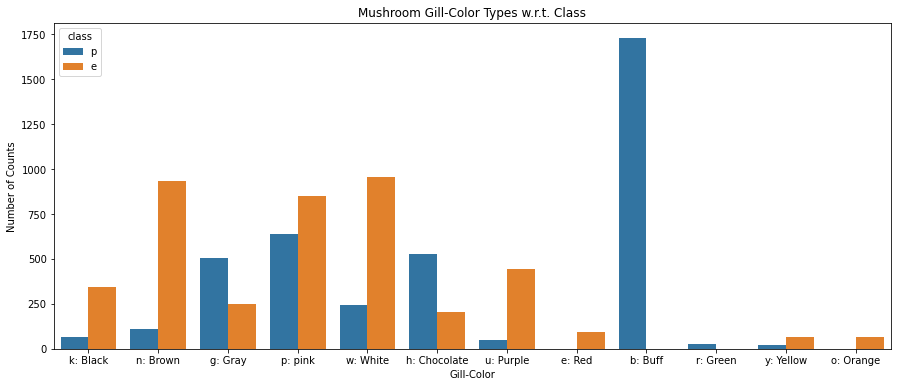 Mushroom Gill-Color Types w.r.t. Class
class
p
e
Number of Counts
1750
1500
1250
1000
750
500
250
0
k: Black n: Brown g: Gray p: pink w: White h: Chocolate u: Purple e: Red b: Buff r: Green y: Yellow o: Orange
Gill-Color